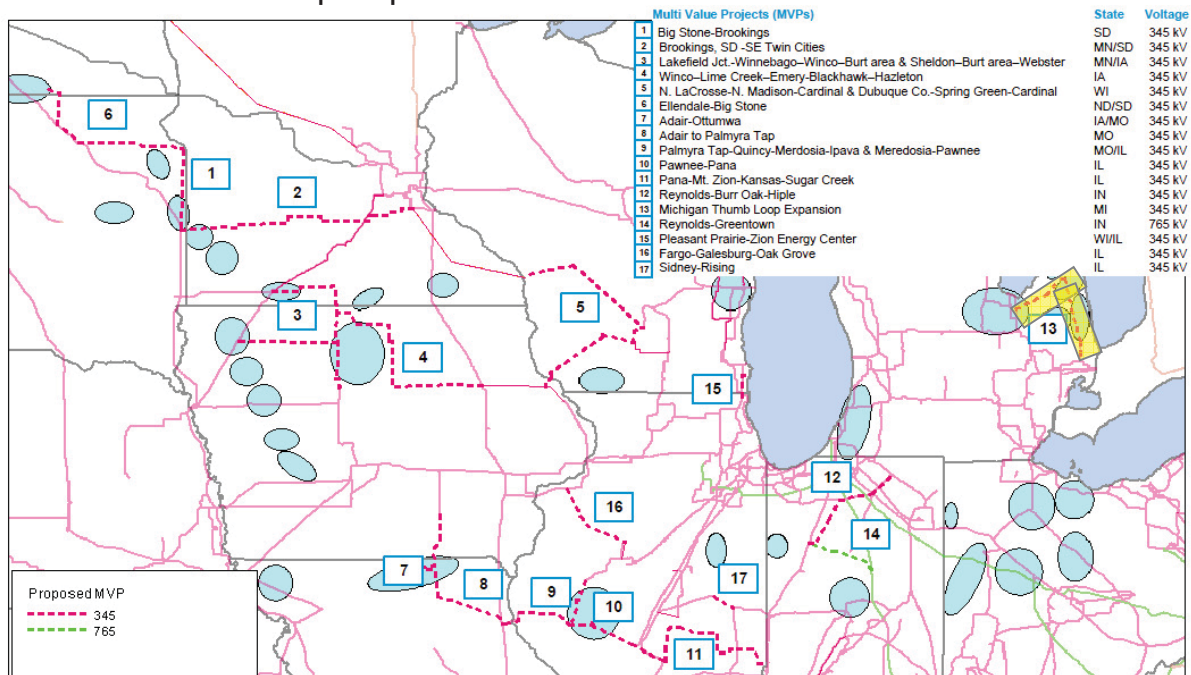 Multi Value Projects (MVPs) State Voltage
1 Big Stone-Brookings SD 345 kV
2 Brookings, SD -SE Twin Cities MN/SD 345 kV
3 Lakefield Jct.-Winnebago–Winco–Burt area & Sheldon–Burt area–Webster MN/IA 345 kV
4 Winco–Lime Creek–Emery-Blackhawk–Hazleton IA 345 kV
5 N. LaCrosse-N. Madison-Cardinal & Dubuque Co.-Spring Green-Cardinal WI 345 kV
6 Ellendale-Big Stone ND/SD 345 kV
7 Adair-Ottumwa IA/MO 345 kV
8 Adair to Palmyra Tap MO 345 kV
9 Palmyra Tap-Quincy-Merdosia-Ipava & Meredosia-Pawnee MO/IL 345 kV
10 Pawnee-Pana IL 345 kV
11 Pana-Mt. Zion-Kansas-Sugar Creek IL 345 kV
12 Reynolds-Burr Oak-Hiple IN 345 kV
13 Michigan Thumb Loop Expansion MI 345 kV
14 Reynolds-Greentown IN 765 kV
15 Pleasant Prairie-Zion Energy Center WI/IL 345 kV
16 Fargo-Galesburg-Oak Grove IL 345 kV
17 Sidney-Rising IL 345 kV
6
1
2
5
3
13
4
15
12
16
14
7
17
8
9
10
11
Proposed MVP
345
765